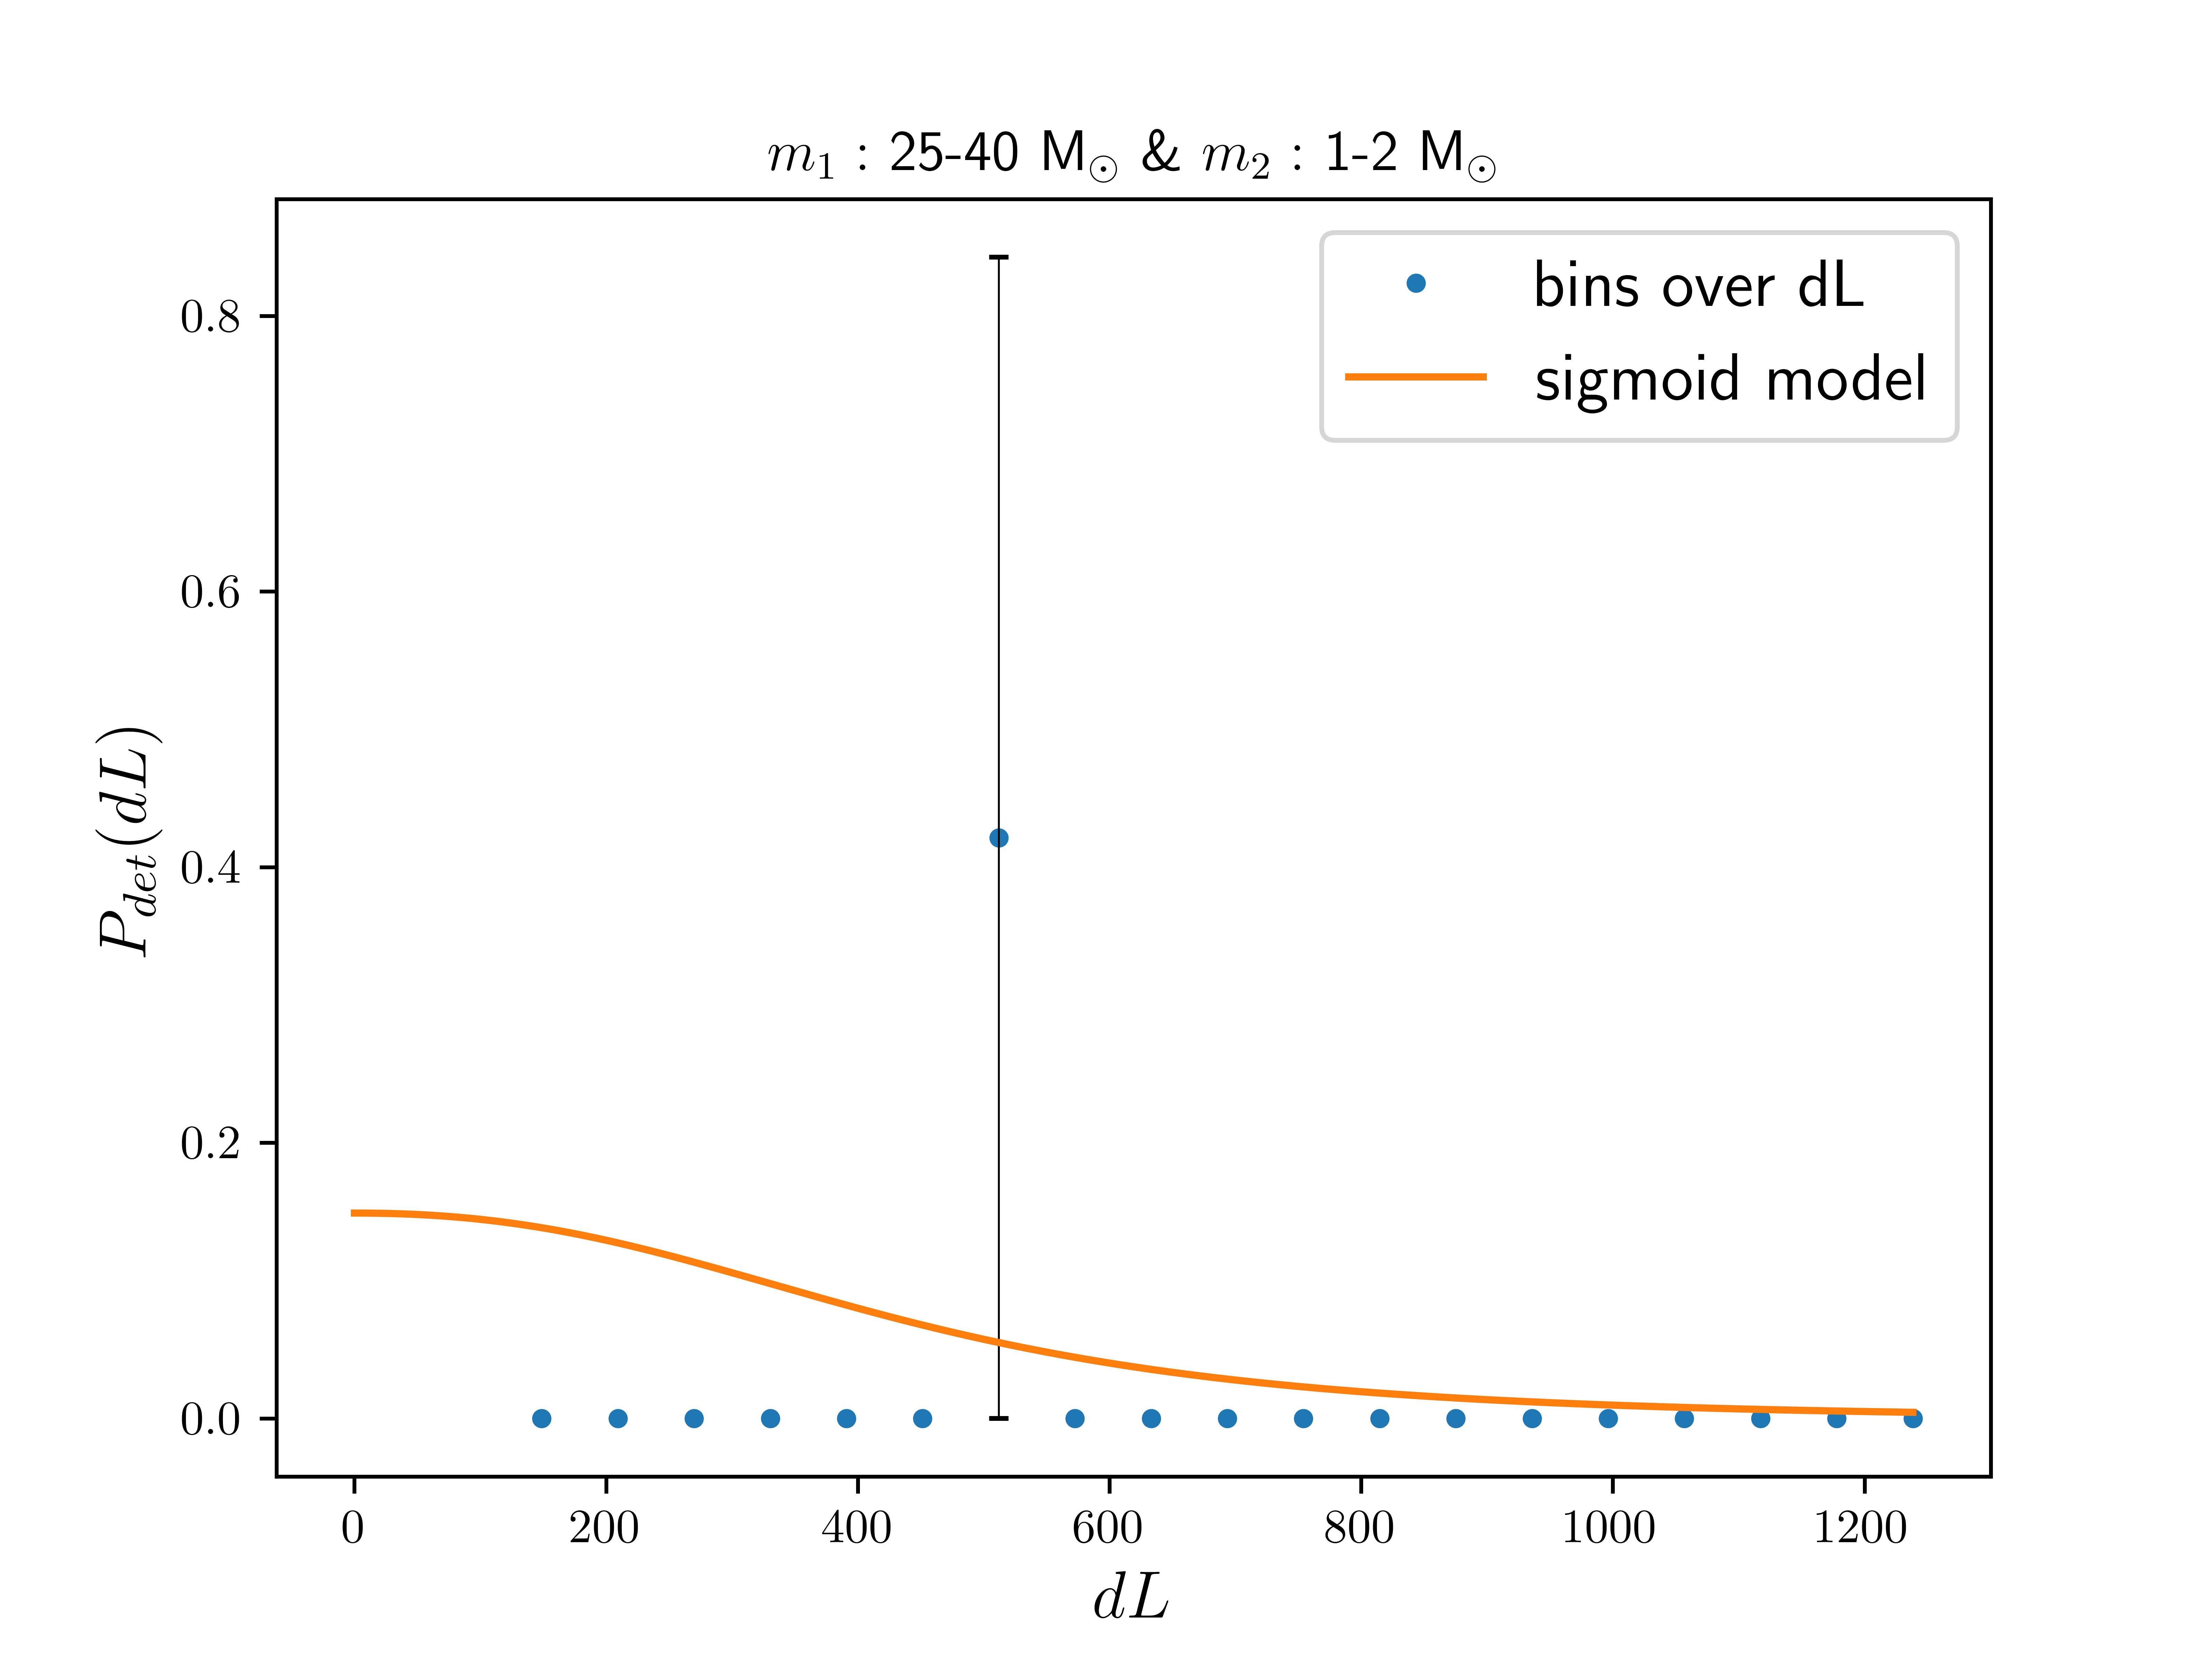 m₁ : 25-40 M☉ & m₂ : 1-2 M☉
bins over dL
sigmoid model
P_det(dL)
0.8
0.6
0.4
0.2
0.0
0 200 400 600 800 1000 1200
dL